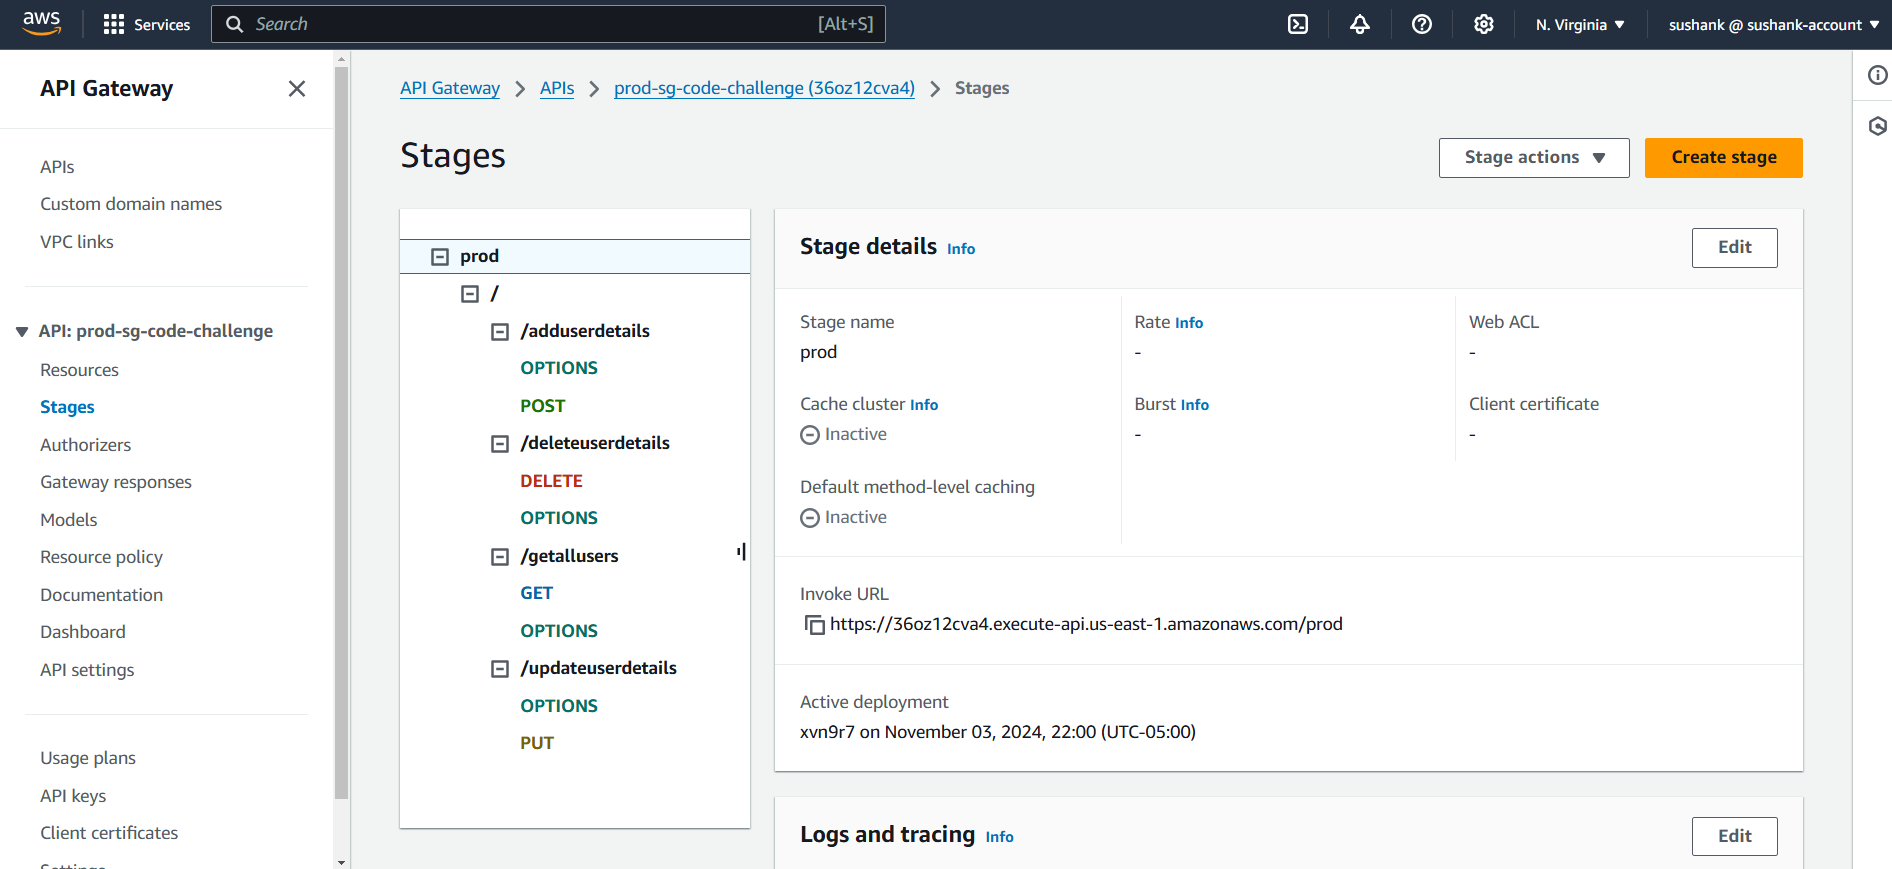 aws
Services
Search [Alt+S]
N. Virginia
sushank @ sushank-account
API Gateway
APIs
Custom domain names
VPC links
API: prod-sg-code-challenge
Resources
Stages
Authorizers
Gateway responses
Models
Resource policy
Documentation
Dashboard
API settings
Usage plans
API keys
Client certificates
Settings
API Gateway > APIs > prod-sg-code-challenge (36oz12cva4) > Stages
Stages
Stage actions
Create stage
prod
/
/adduserdetails
OPTIONS
POST
/deleteuserdetails
DELETE
OPTIONS
/getallusers
GET
OPTIONS
/updateuserdetails
OPTIONS
PUT
Stage details Info
Edit
Stage name
prod
Rate Info
-
Web ACL
-
Cache cluster Info
Inactive
Burst Info
-
Client certificate
-
Default method-level caching
Inactive
Invoke URL
https://36oz12cva4.execute-api.us-east-1.amazonaws.com/prod
Active deployment
xvn9r7 on November 03, 2024, 22:00 (UTC-05:00)
Logs and tracing Info
Edit